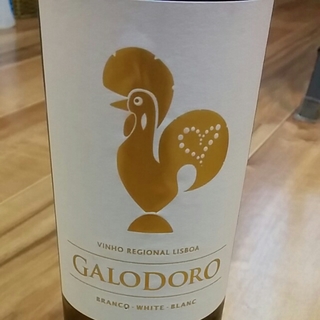 VINHO REGIONAL LISBOA
GALODORO
BRANCO - WHITE - BLANC